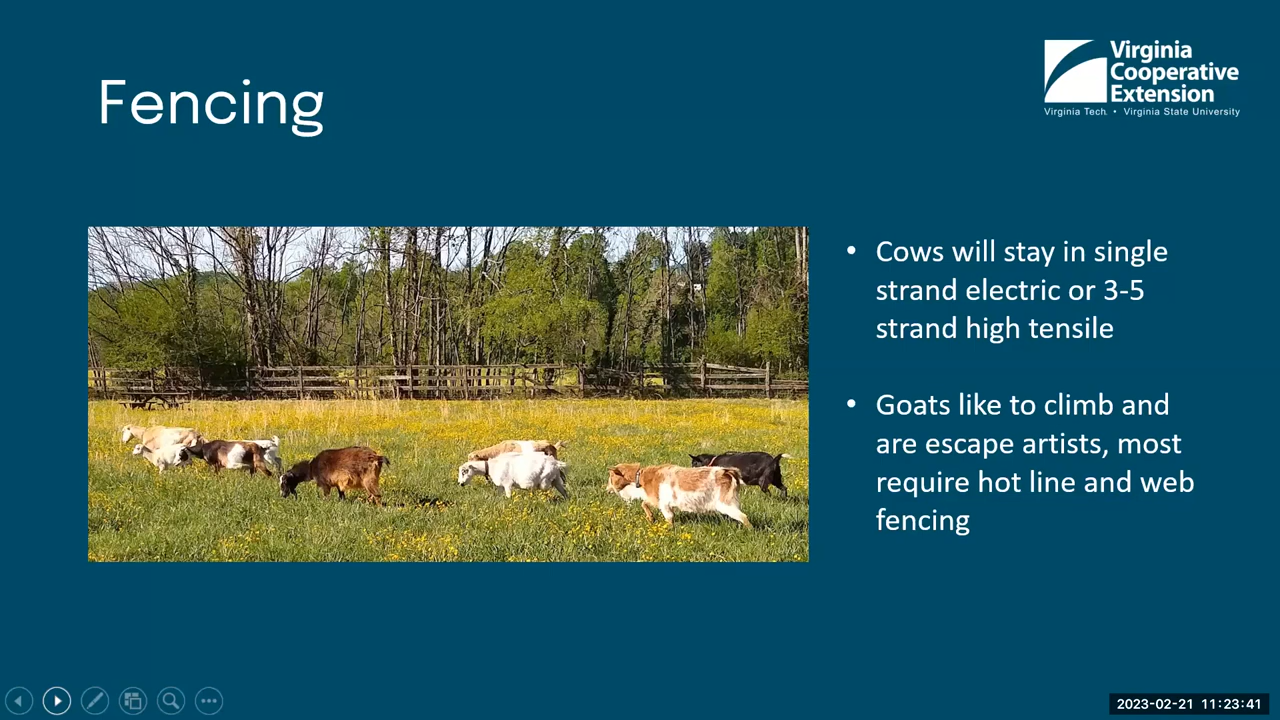 Fencing
Virginia
Cooperative
Extension
Virginia Tech. • Virginia State University
• Cows will stay in single
strand electric or 3-5
strand high tensile
• Goats like to climb and
are escape artists, most
require hot line and web
fencing
2023-02-21 11:23:41